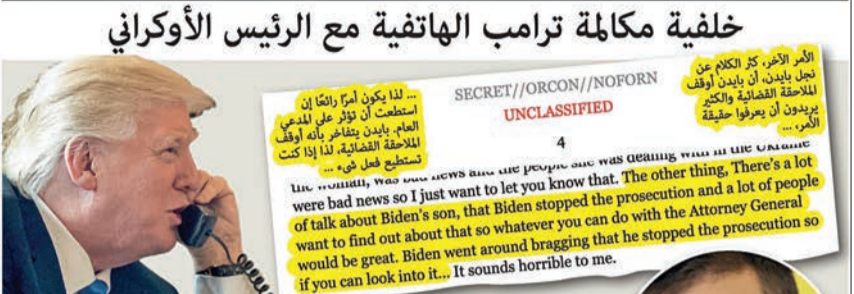 خلفية مكالمة ترامب الهاتفية مع الرئيس الأوكراني
الأمر الآخر، كثر الكلام عن
نجل بايدن، أن بايدن أوقف
الملاحقة القضائية والكثير
يريدون أن يعرفوا حقيقة
الأمر، ...
... لذا يكون أمرًا رائعًا إن
استطعت أن تؤثر على المدعي
العام. بايدن يتفاخر بأنه أوقف
الملاحقة القضائية، لذا إذا كنت
تستطيع فعل شيء ...
SECRET//ORCON//NOFORN
UNCLASSIFIED
4
the woman, was bad news and the people she was dealing with in the Ukraine
were bad news so I just want to let you know that. The other thing, There's a lot
of talk about Biden's son, that Biden stopped the prosecution and a lot of people
want to find out about that so whatever you can do with the Attorney General
would be great. Biden went around bragging that he stopped the prosecution so
if you can look into it... It sounds horrible to me.